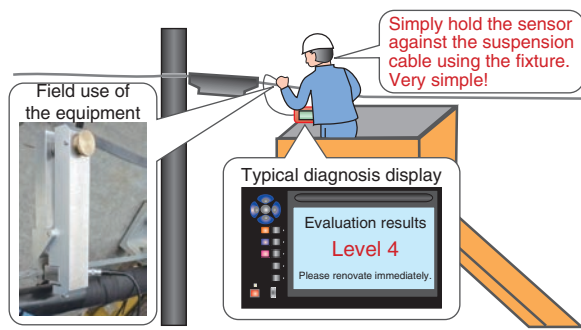 Simply hold the sensor
against the suspension
cable using the fixture.
Very simple!
Field use of
the equipment
Typical diagnosis display
Evaluation results
Level 4
Please renovate immediately.